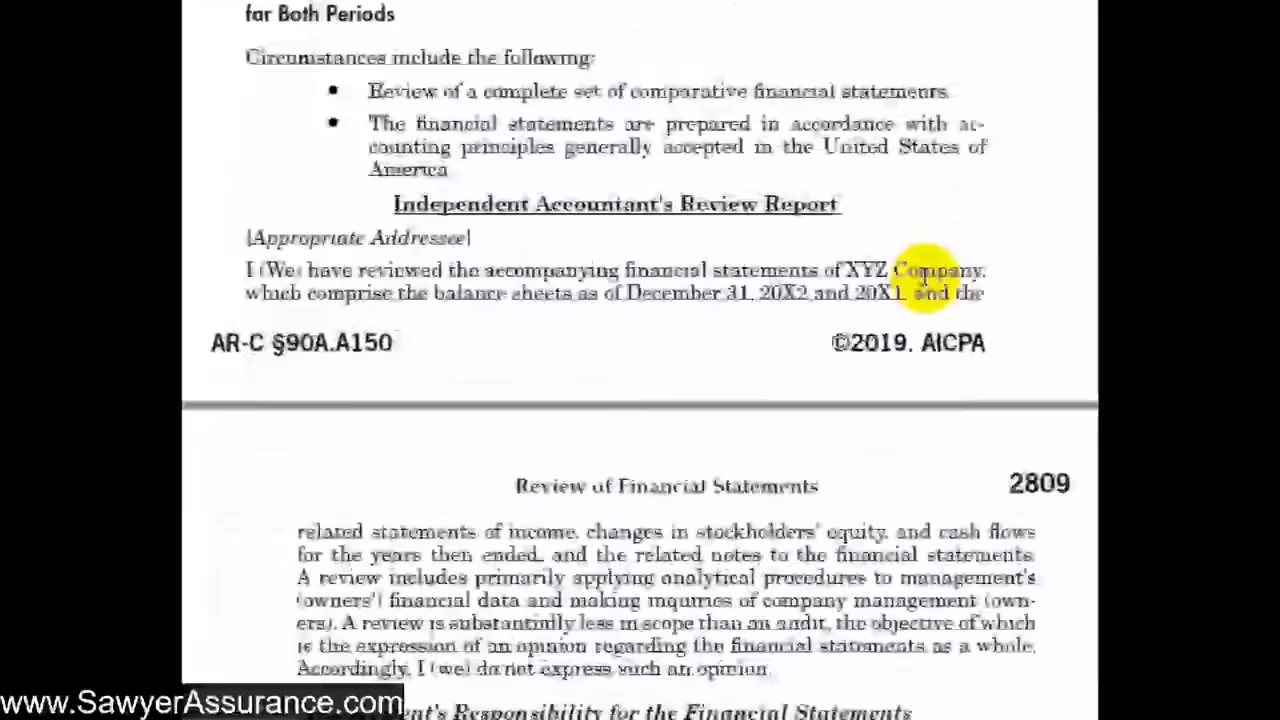 for Both Periods
Circumstances include the following:
• Review of a complete set of comparative financial statements.
• The financial statements are prepared in accordance with ac-
counting principles generally accepted in the United States of
America
Independent Accountant's Review Report
[Appropriate Addressee]
I (We) have reviewed the accompanying financial statements of XYZ Company,
which comprise the balance sheets as of December 31, 20X2 and 20X1, and the
AR-C §90A.A150 ©2019, AICPA
Review of Financial Statements 2809
related statements of income, changes in stockholders' equity, and cash flows
for the years then ended, and the related notes to the financial statements.
A review includes primarily applying analytical procedures to management's
(owners') financial data and making inquiries of company management (own-
ers). A review is substantially less in scope than an audit, the objective of which
is the expression of an opinion regarding the financial statements as a whole.
Accordingly, I (we) do not express such an opinion.
Responsibility for the Financial Statements
www.SawyerAssurance.com